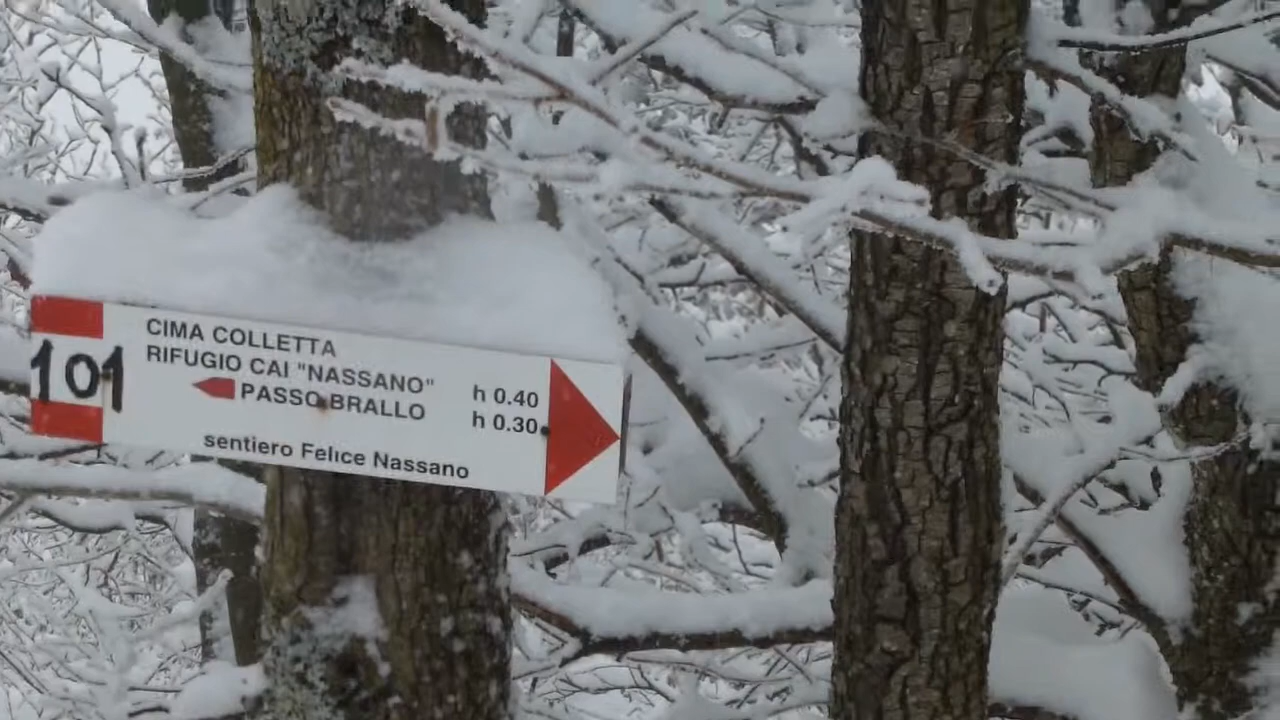 101
CIMA COLLETTA
RIFUGIO CAI "NASSANO" h 0.40
PASSO BRALLO h 0.30
sentiero Felice Nassano